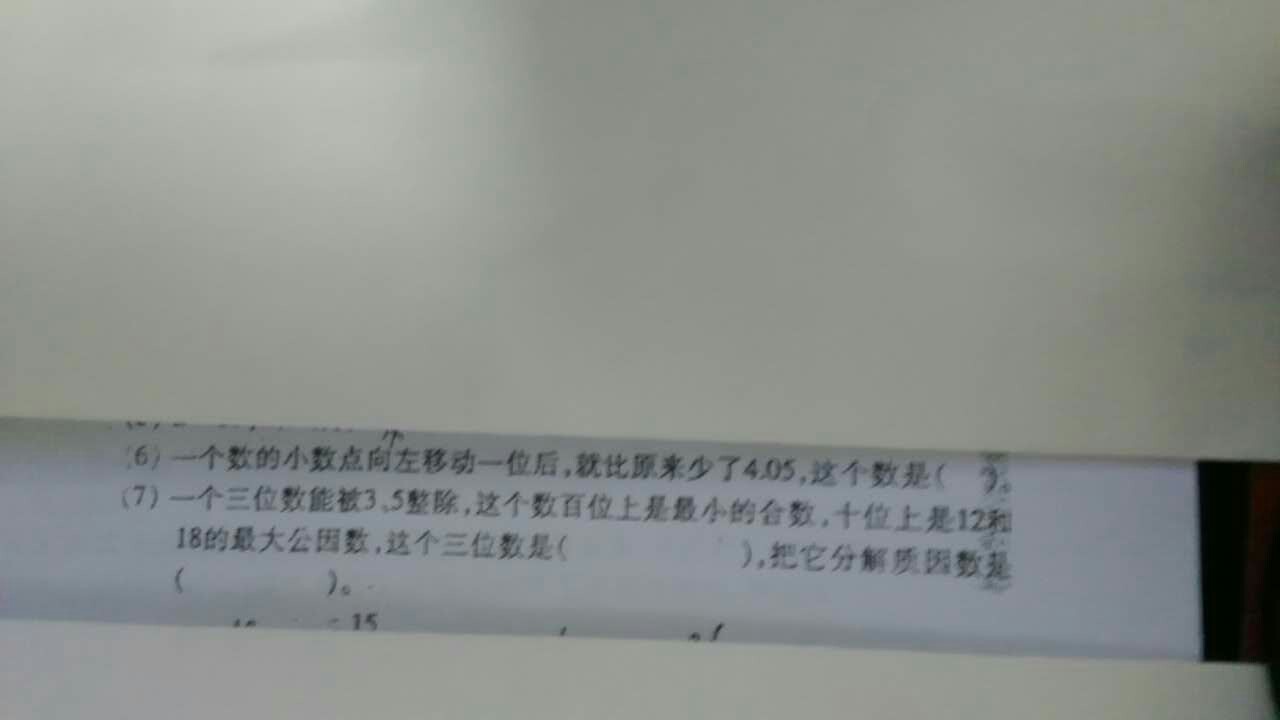 (6) 一个数的小数点向左移动一位后,就比原来少了4.05,这个数是( )。
(7) 一个三位数能被3、5整除,这个数百位上是最小的合数,十位上是12和
18的最大公因数,这个三位数是( ),把它分解质因数是
( )。
15